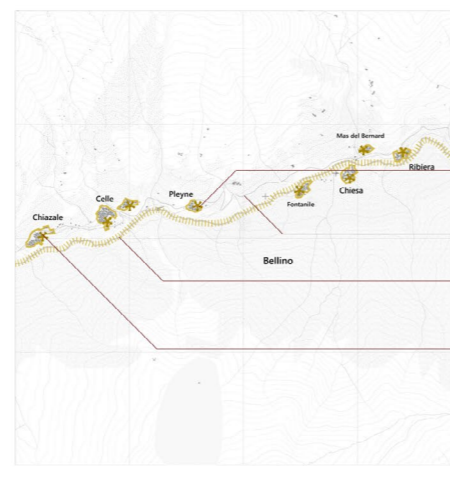 Mas del Bernard
Ribiera
Pleyne
Chiesa
Celle
Fontanile
Chiazale
Bellino